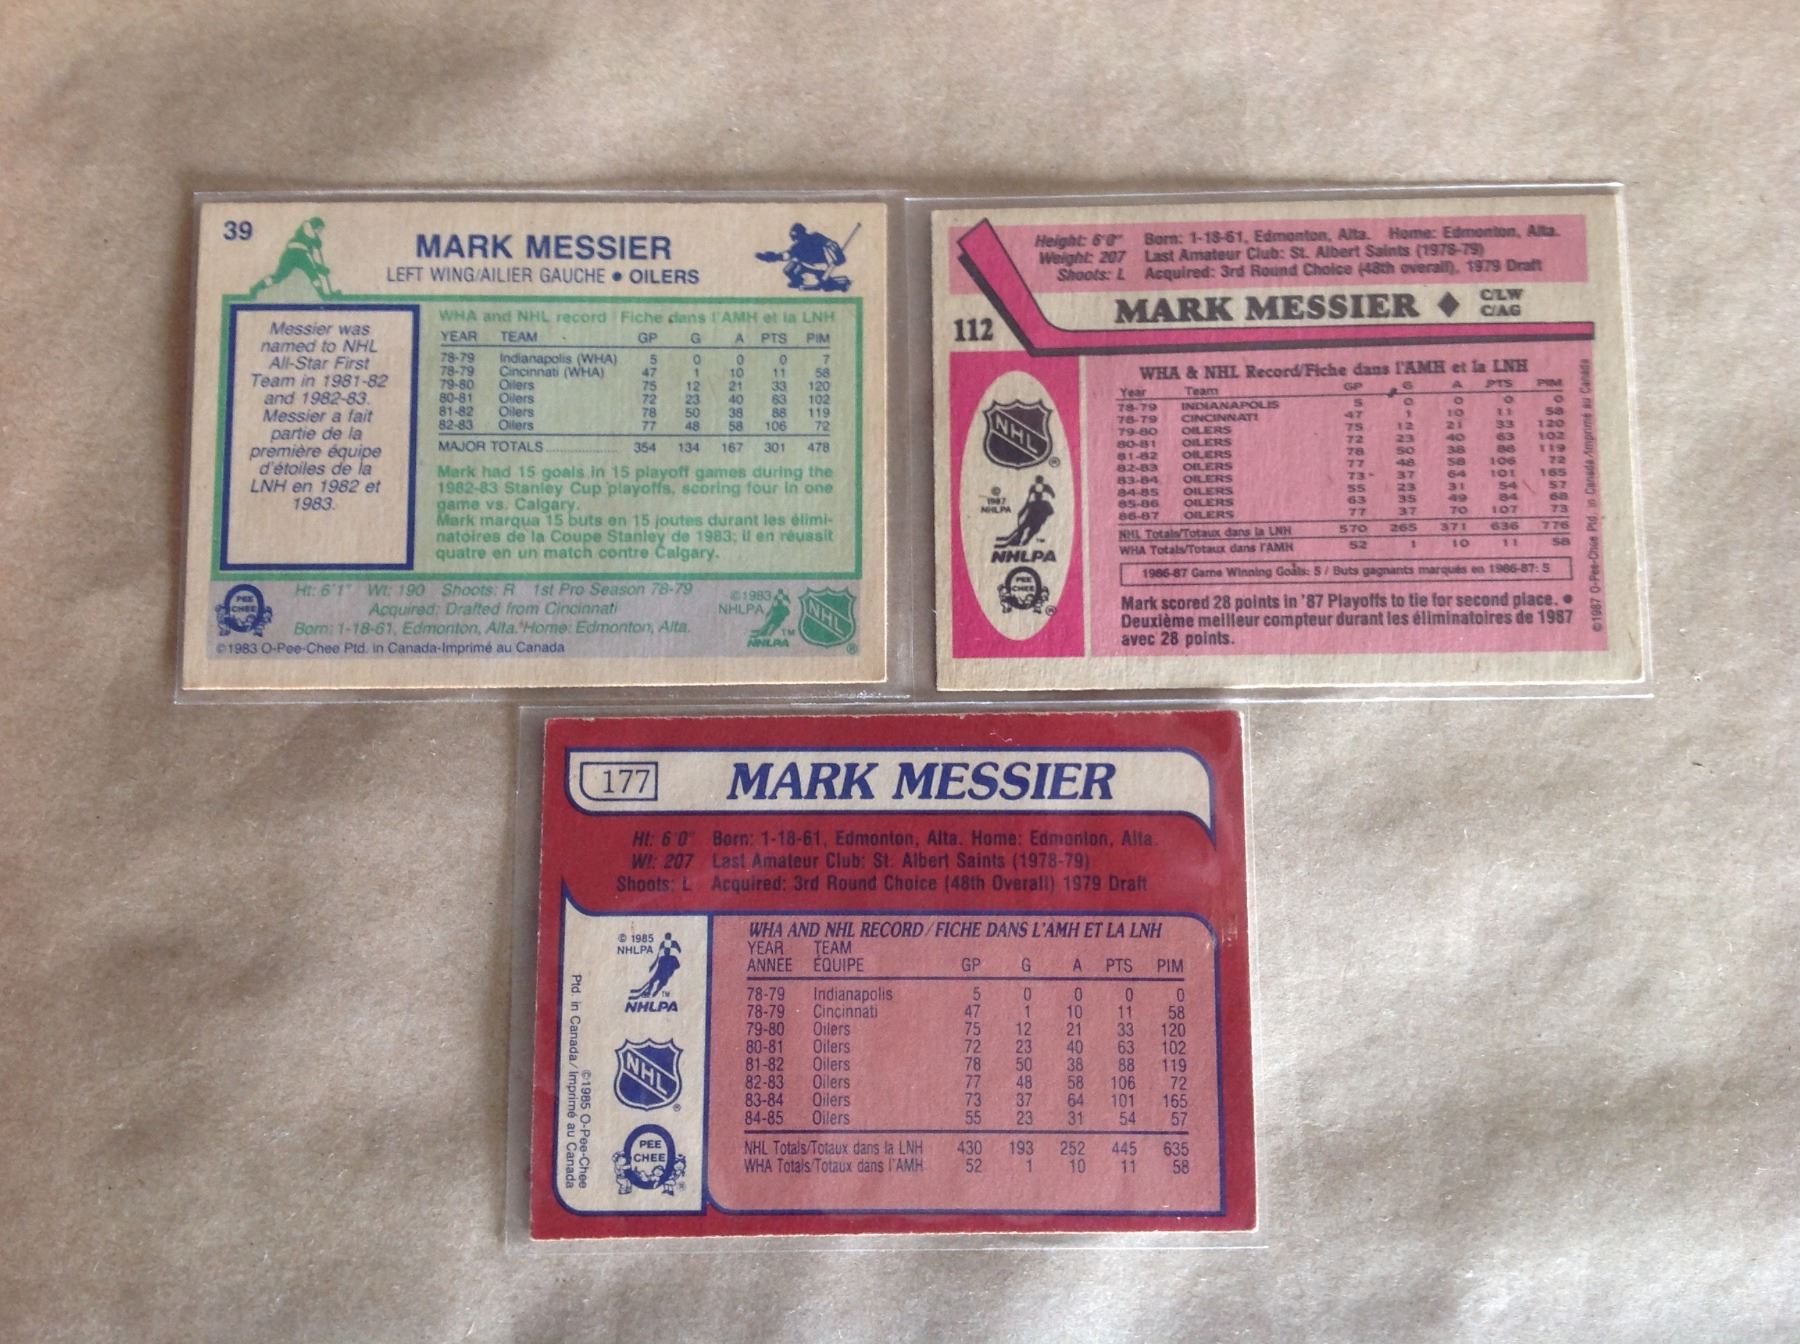 39
MARK MESSIER
LEFT WING/AILIER GAUCHE • OILERS
Messier was
named to NHL
All-Star First
Team in 1981-82
and 1982-83.
Messier a fait
partie de la
première équipe
d'étoiles de la
LNH en 1982 et
1983.
WHA and NHL record / Fiche dans l'AMH et la LNH
YEAR TEAM GP G A PTS PIM
78-79 Indianapolis (WHA) 5 0 0 0 7
78-79 Cincinnati (WHA) 47 1 10 11 58
79-80 Oilers 75 12 21 33 120
80-81 Oilers 72 23 40 63 102
81-82 Oilers 78 50 38 88 119
82-83 Oilers 77 48 58 106 72
MAJOR TOTALS............... 354 134 167 301 478
Mark had 15 goals in 15 playoff games during the
1982-83 Stanley Cup playoffs, scoring four in one
game vs. Calgary.
Mark marqua 15 buts en 15 joutes durant les élimi-
natoires de la Coupe Stanley de 1983; il en réussit
quatre en un match contre Calgary.
PEE
CHEE
Ht: 6'1" Wt: 190 Shoots: R 1st Pro Season 78-79
Acquired: Drafted from Cincinnati
Born: 1-18-61, Edmonton, Alta. Home: Edmonton, Alta.
©1983 O-Pee-Chee Ptd. in Canada-Imprimé au Canada
©1983
NHLPA
TM
NHLPA
NHL
®
Height: 6'0" Born: 1-18-61, Edmonton, Alta. Home: Edmonton, Alta.
Weight: 207 Last Amateur Club: St. Albert Saints (1978-79)
Shoots: L Acquired: 3rd Round Choice (48th overall), 1979 Draft
112
MARK MESSIER ♦ C/LW
C/AG
NHL
®
©
1987
NHLPA
TM
NHLPA
PEE
CHEE
®
WHA & NHL Record/Fiche dans l'AMH et la LNH
Year Team GP G A PTS PIM
78-79 INDIANAPOLIS 5 0 0 0 0
78-79 CINCINNATI 47 1 10 11 58
79-80 OILERS 75 12 21 33 120
80-81 OILERS 72 23 40 63 102
81-82 OILERS 78 50 38 88 119
82-83 OILERS 77 48 58 106 72
83-84 OILERS 73 37 64 101 165
84-85 OILERS 55 23 31 54 57
85-86 OILERS 63 35 49 84 68
86-87 OILERS 77 37 70 107 73
NHL Totals/Totaux dans la LNH 570 265 371 636 776
WHA Totals/Totaux dans l'AMH 52 1 10 11 58
1986-87 Game Winning Goals: 5 / Buts gagnants marqués en 1986-87: 5
Mark scored 28 points in '87 Playoffs to tie for second place. •
Deuxième meilleur compteur durant les éliminatoires de 1987
avec 28 points.
©1987 O-Pee-Chee Ptd. in Canada/Imprimé au Canada
177
MARK MESSIER
Ht: 6'0" Born: 1-18-61, Edmonton, Alta. Home: Edmonton, Alta.
Wt: 207 Last Amateur Club: St. Albert Saints (1978-79)
Shoots: L Acquired: 3rd Round Choice (48th Overall) 1979 Draft
© 1985
NHLPA
TM
NHLPA
NHL
®
PEE
CHEE
®
©1985 O-Pee-Chee
Ptd. in Canada/Imprimé au Canada
WHA AND NHL RECORD/FICHE DANS L'AMH ET LA LNH
YEAR TEAM
ANNÉE ÉQUIPE GP G A PTS PIM
78-79 Indianapolis 5 0 0 0 0
78-79 Cincinnati 47 1 10 11 58
79-80 Oilers 75 12 21 33 120
80-81 Oilers 72 23 40 63 102
81-82 Oilers 78 50 38 88 119
82-83 Oilers 77 48 58 106 72
83-84 Oilers 73 37 64 101 165
84-85 Oilers 55 23 31 54 57
NHL Totals/Totaux dans la LNH 430 193 252 445 635
WHA Totals/Totaux dans l'AMH 52 1 10 11 58